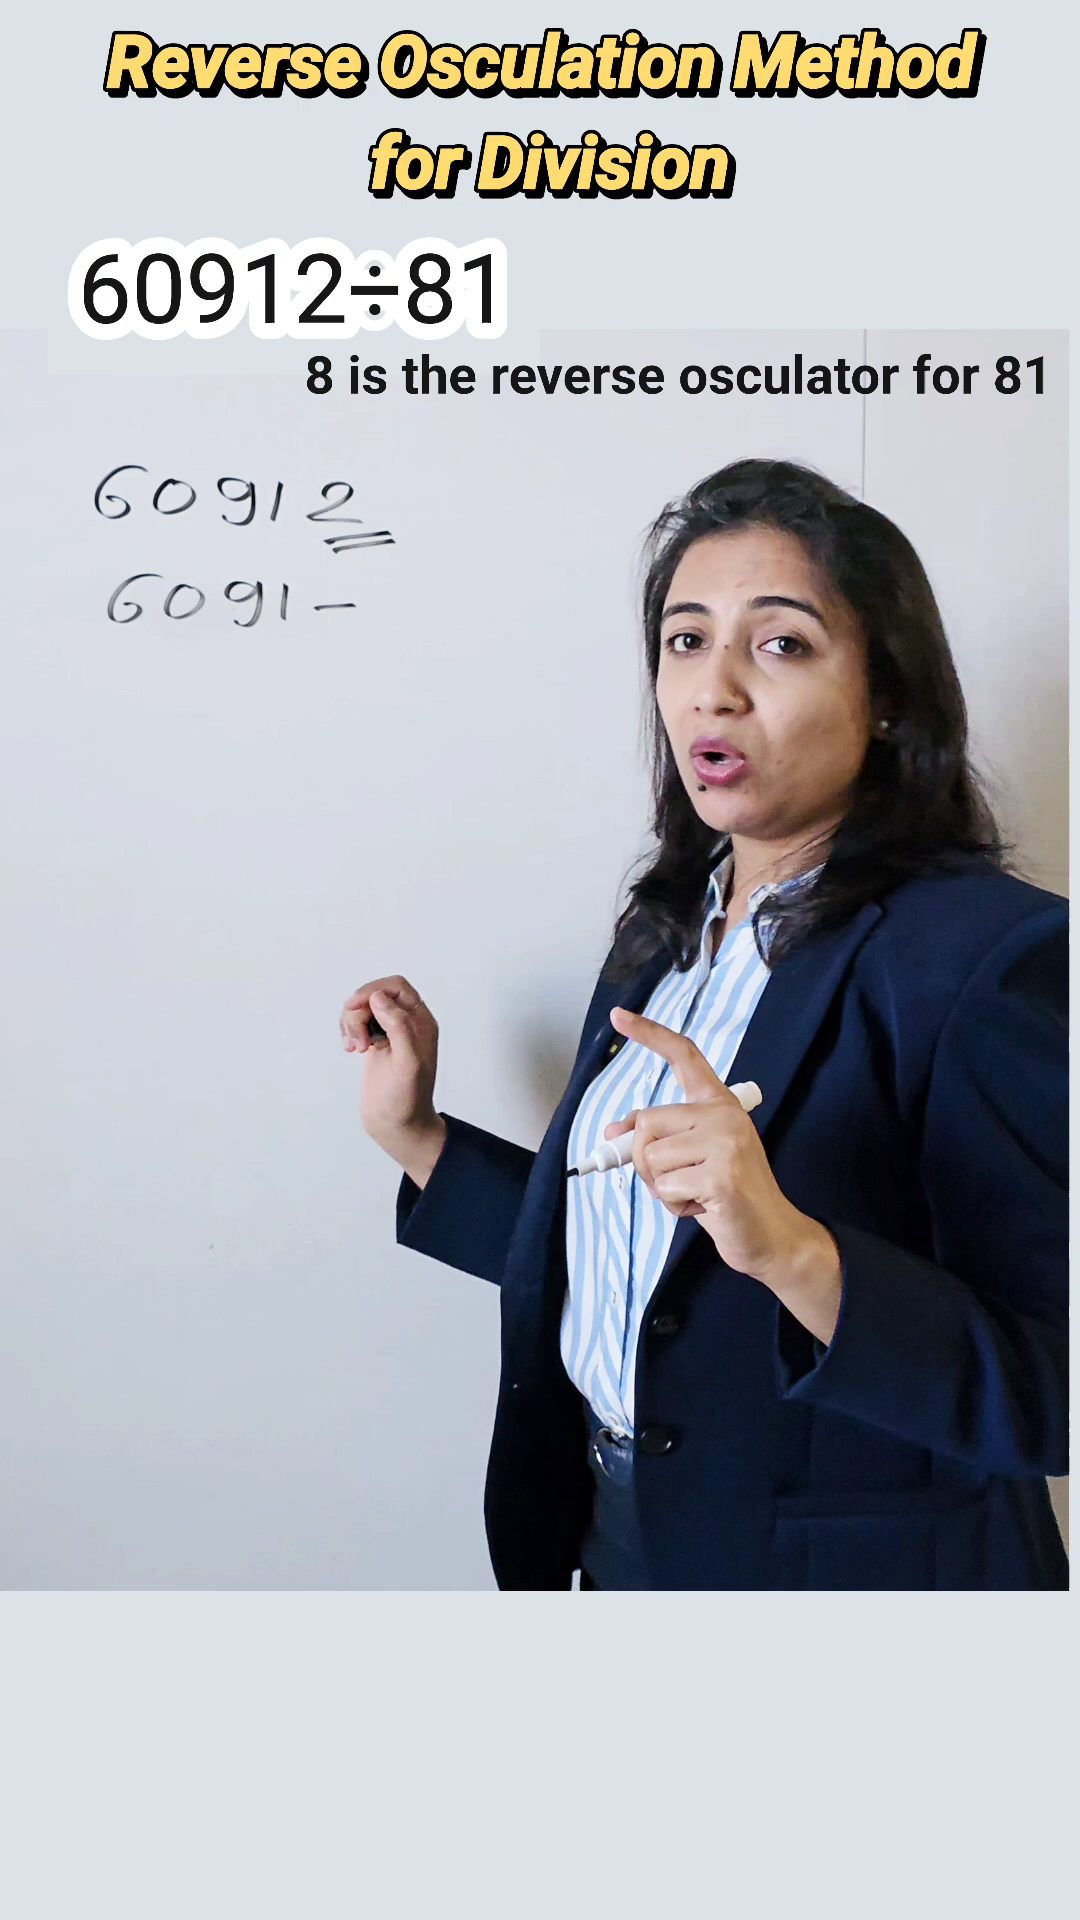 Reverse Osculation Method
for Division
60912÷81
8 is the reverse osculator for 81
60912
6091-